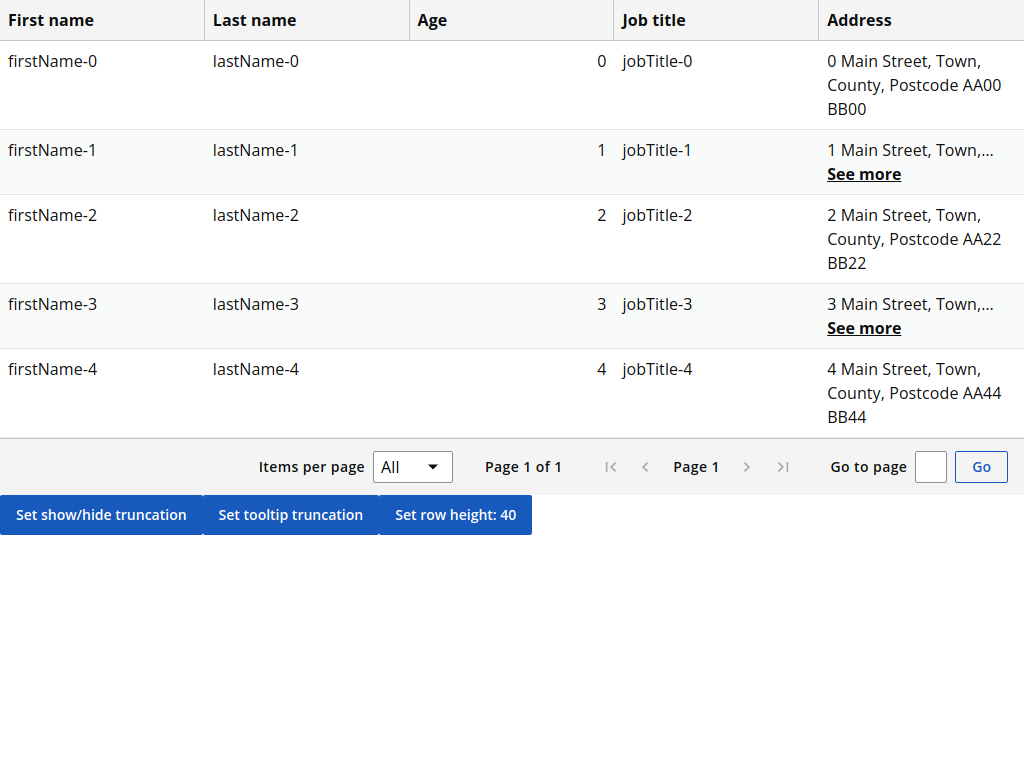 First name Last name Age Job title Address
firstName-0 lastName-0 0 jobTitle-0 0 Main Street, Town,
County, Postcode AA00
BB00
firstName-1 lastName-1 1 jobTitle-1 1 Main Street, Town,...
See more
firstName-2 lastName-2 2 jobTitle-2 2 Main Street, Town,
County, Postcode AA22
BB22
firstName-3 lastName-3 3 jobTitle-3 3 Main Street, Town,...
See more
firstName-4 lastName-4 4 jobTitle-4 4 Main Street, Town,
County, Postcode AA44
BB44
Items per page All Page 1 of 1 Page 1 Go to page Go
Set show/hide truncation Set tooltip truncation Set row height: 40